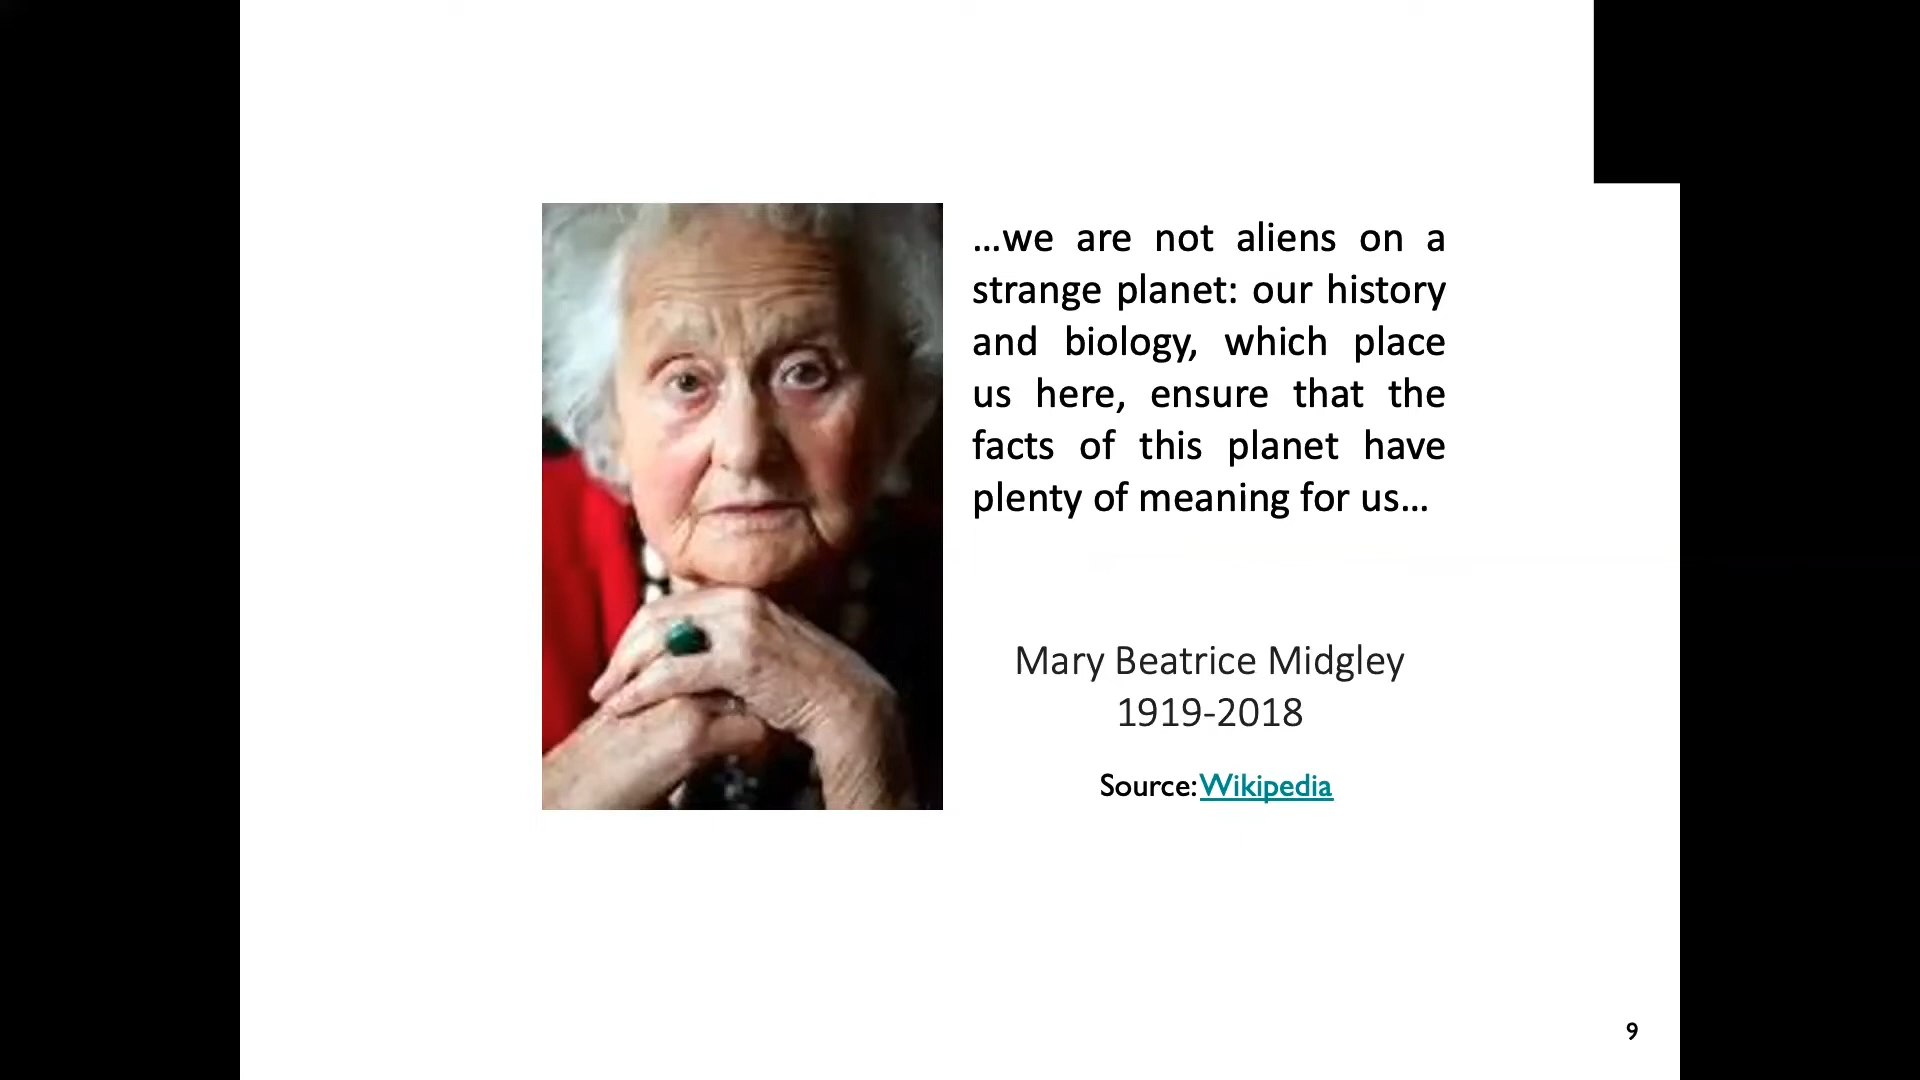 ...we are not aliens on a
strange planet: our history
and biology, which place
us here, ensure that the
facts of this planet have
plenty of meaning for us...
Mary Beatrice Midgley
1919-2018
Source: Wikipedia
9